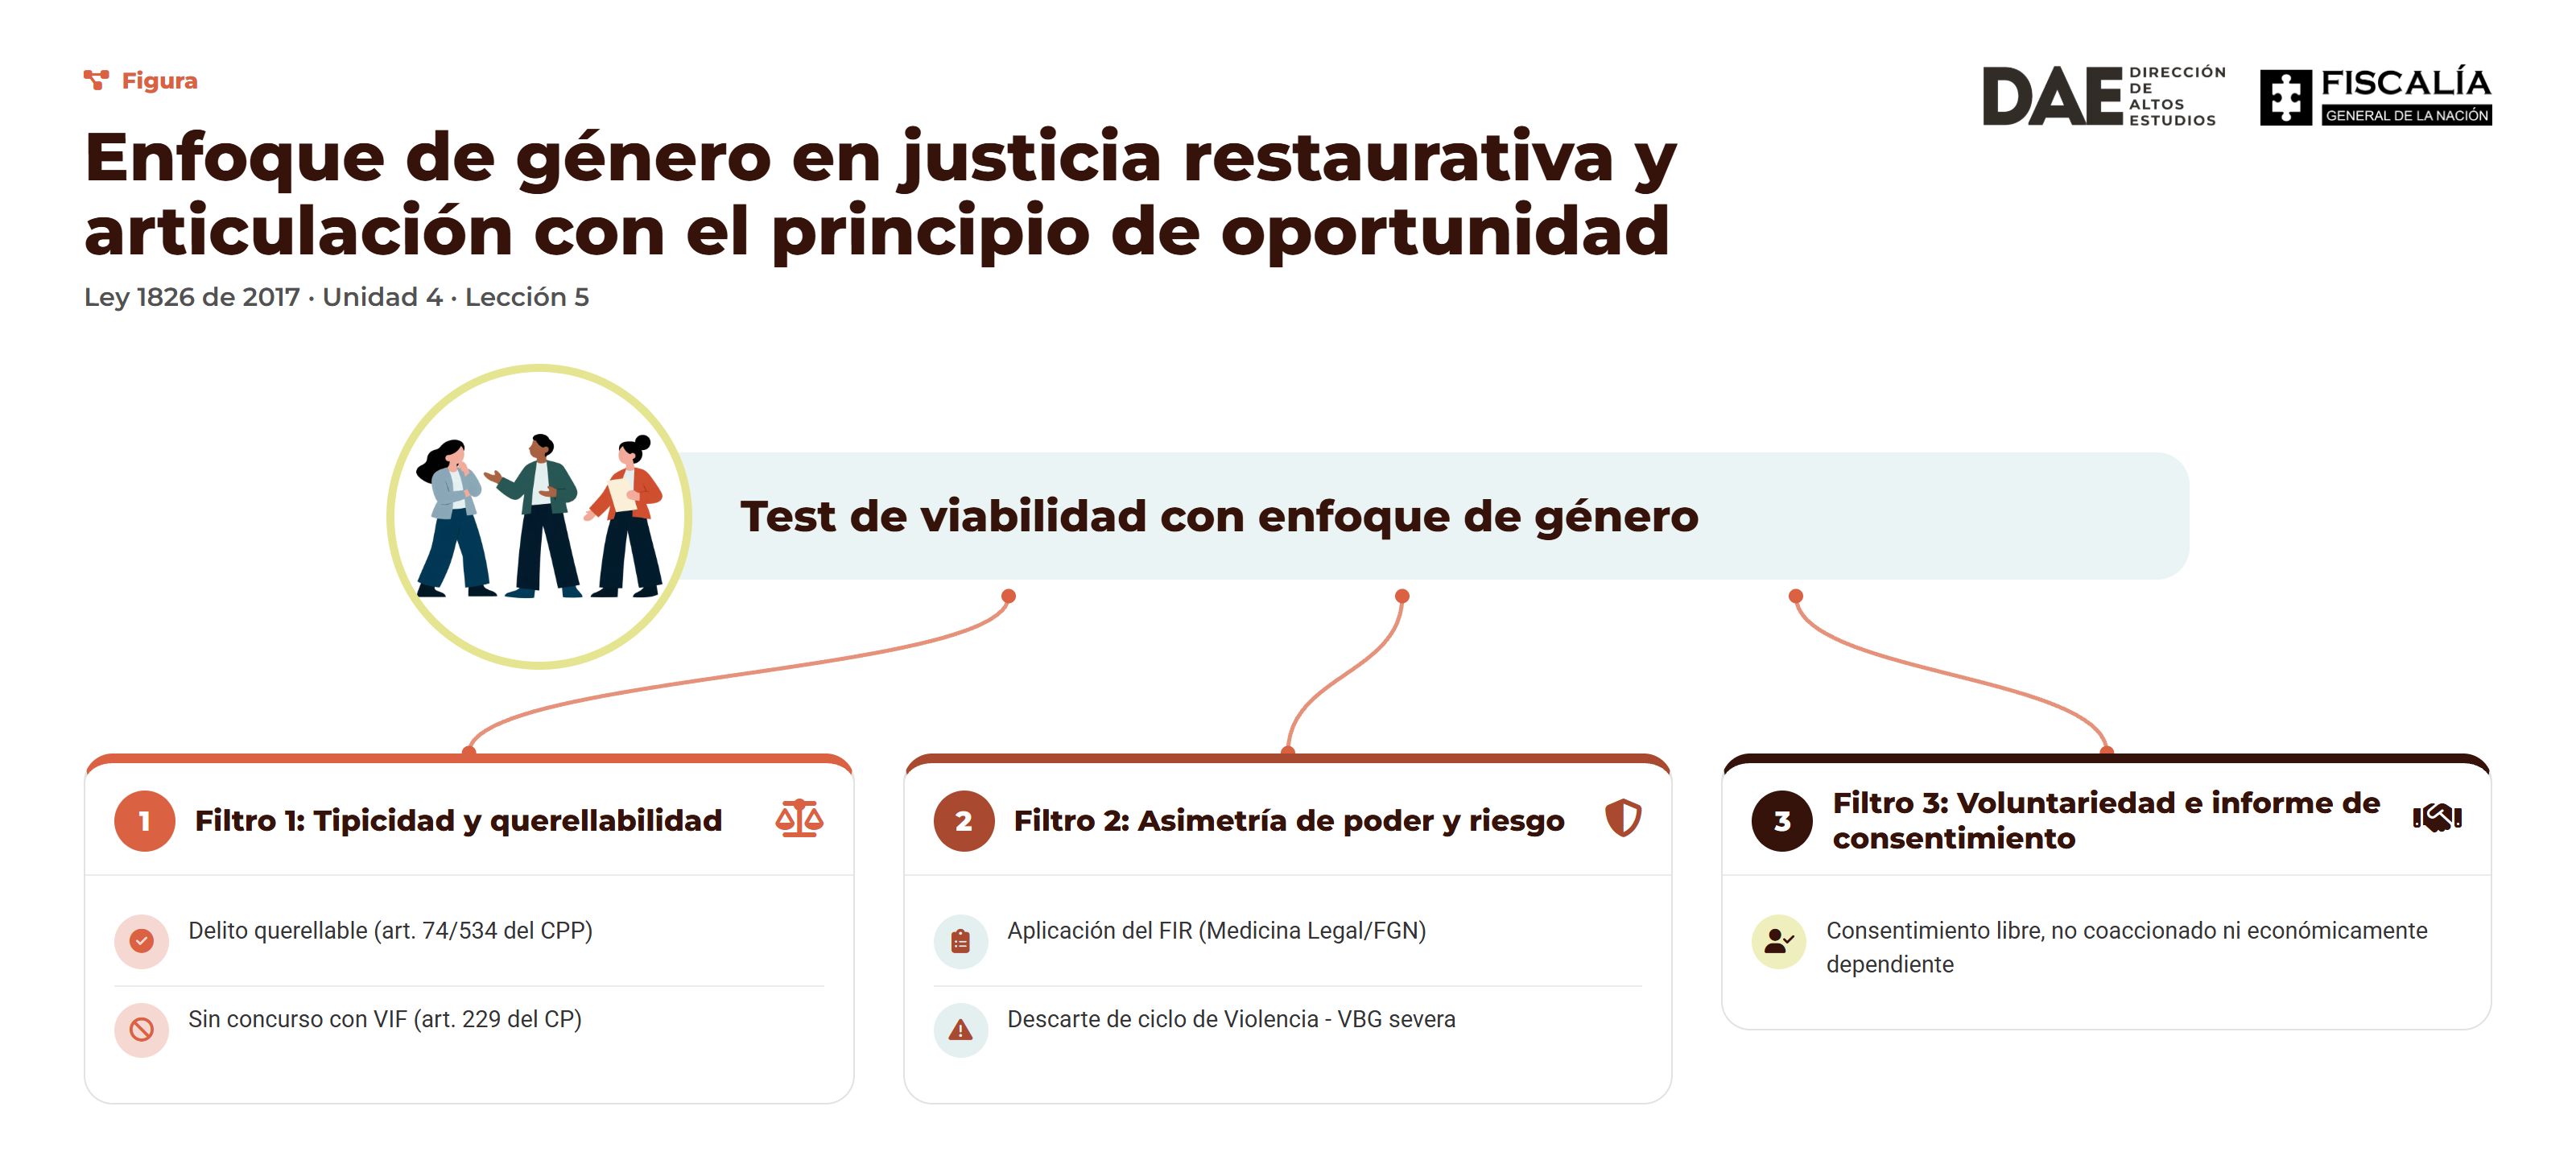 Figura
DAE
DIRECCIÓN
DE
ALTOS
ESTUDIOS
FISCALÍA
GENERAL DE LA NACIÓN
Enfoque de género en justicia restaurativa y
articulación con el principio de oportunidad
Ley 1826 de 2017 · Unidad 4 · Lección 5
Test de viabilidad con enfoque de género
1
Filtro 1: Tipicidad y querellabilidad
Delito querellable (art. 74/534 del CPP)
Sin concurso con VIF (art. 229 del CP)
2
Filtro 2: Asimetría de poder y riesgo
Aplicación del FIR (Medicina Legal/FGN)
Descarte de ciclo de Violencia - VBG severa
3
Filtro 3: Voluntariedad e informe de
consentimiento
Consentimiento libre, no coaccionado ni económicamente
dependiente